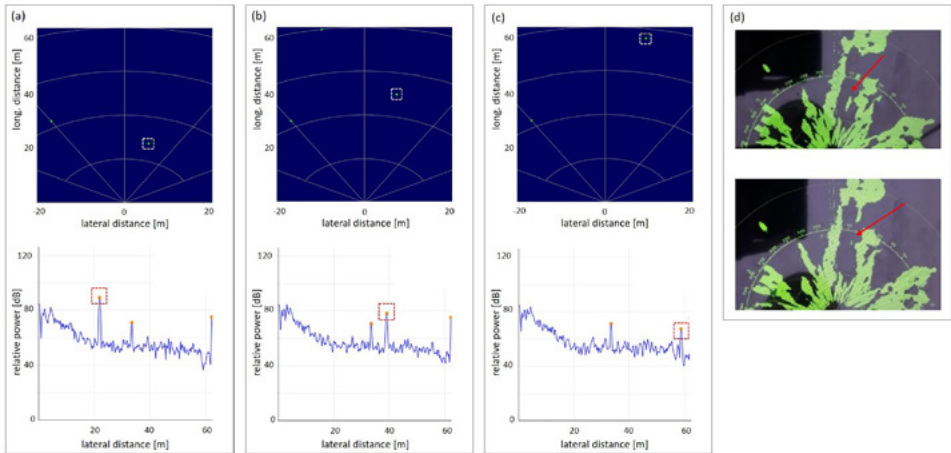 (a)
long. distance [m]
60
40
20
-20 0 20
lateral distance [m]
relative power [dB]
120
80
40
0
0 20 40 60
lateral distance [m]
(b)
long. distance [m]
60
40
20
-20 0 20
lateral distance [m]
relative power [dB]
120
80
40
0
0 20 40 60
lateral distance [m]
(c)
long. distance [m]
60
40
20
-20 0 20
lateral distance [m]
relative power [dB]
120
80
40
0
0 20 40 60
lateral distance [m]
(d)